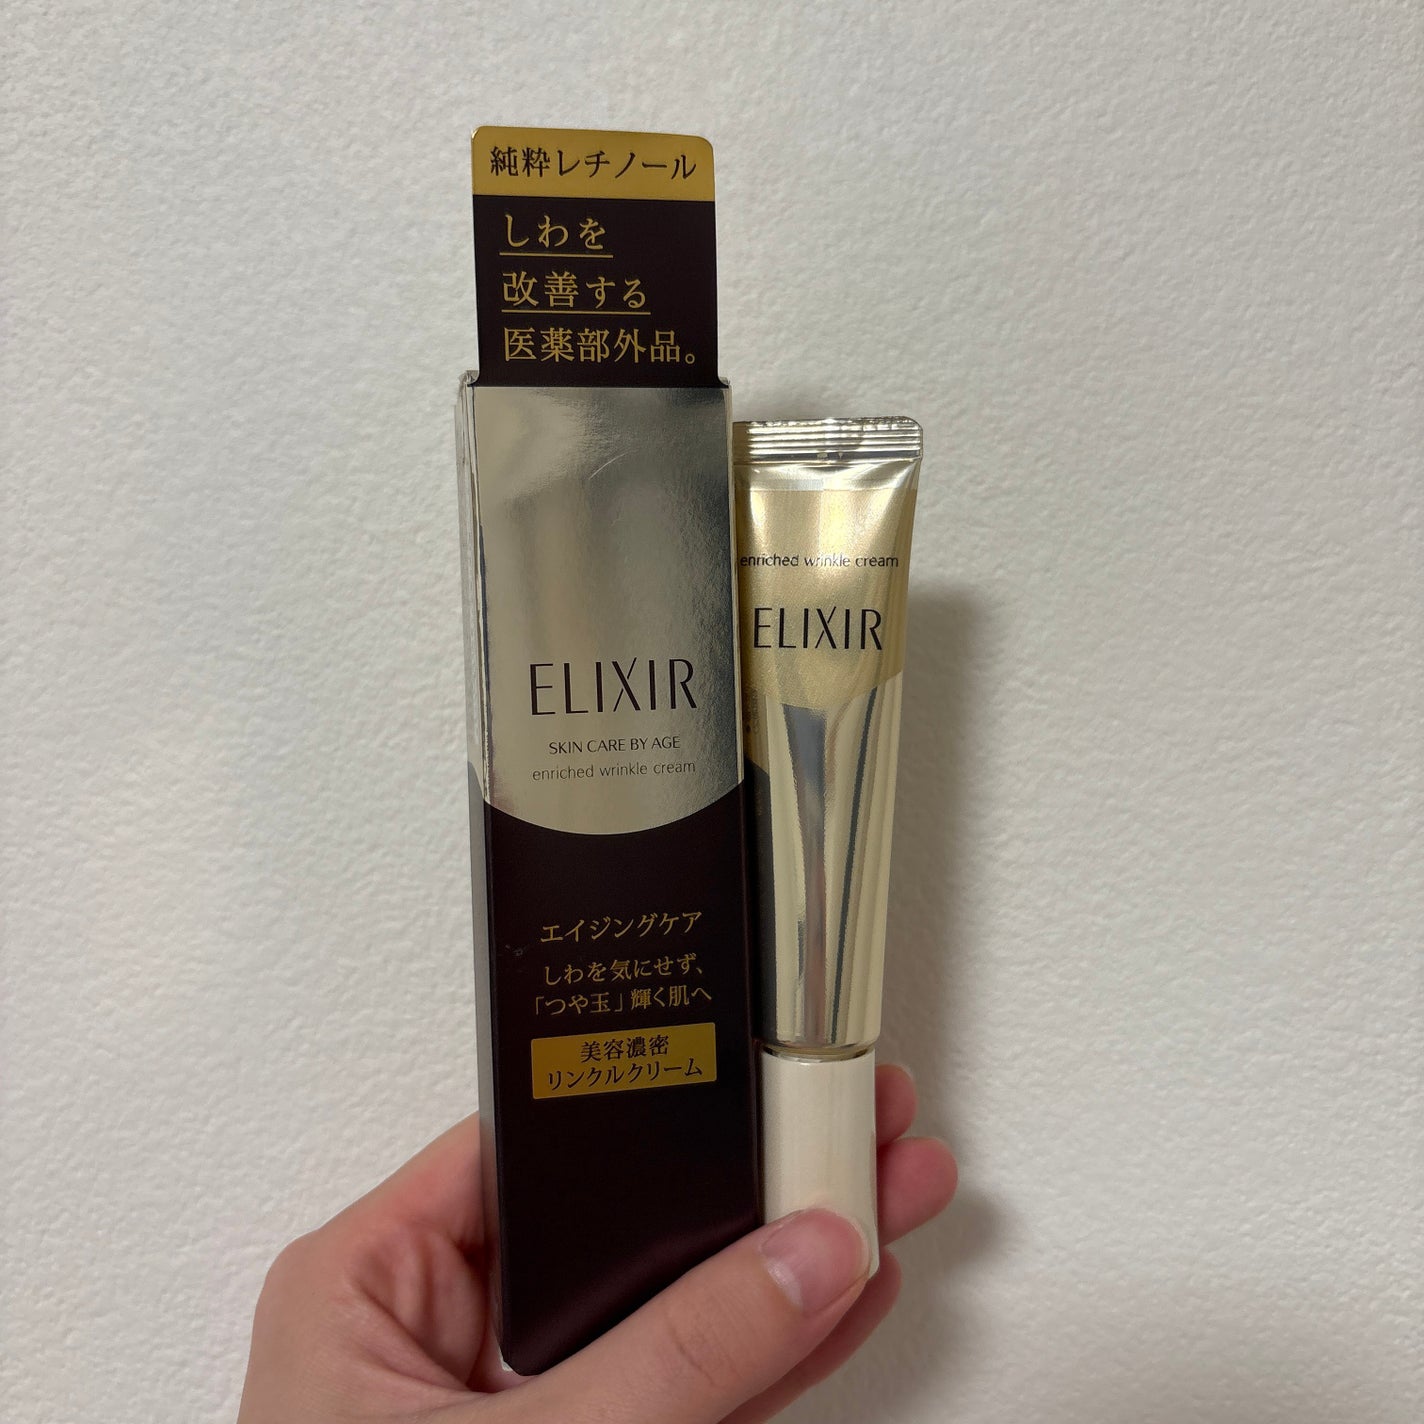 純粋レチノール
しわを
改善する
医薬部外品。
ELIXIR
SKIN CARE BY AGE
enriched wrinkle cream
エイジングケア
しわを気にせず、
「つや玉」輝く肌へ
美容濃密
リンクルクリーム
enriched wrinkle cream
ELIXIR